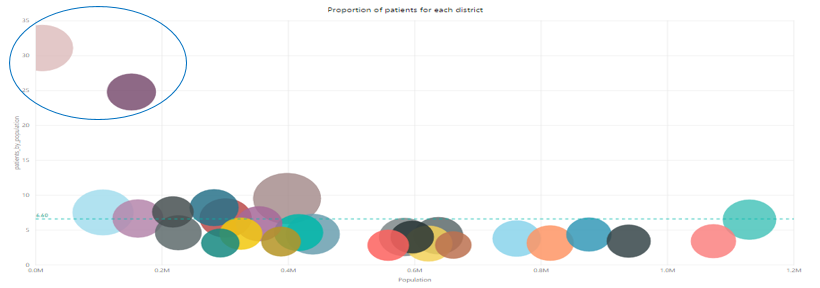 Proportion of patients for each district
35
30
25
20
15
10
5
0
patients_by_population
6.60
0.0M 0.2M 0.4M 0.6M 0.8M 1.0M 1.2M
Population